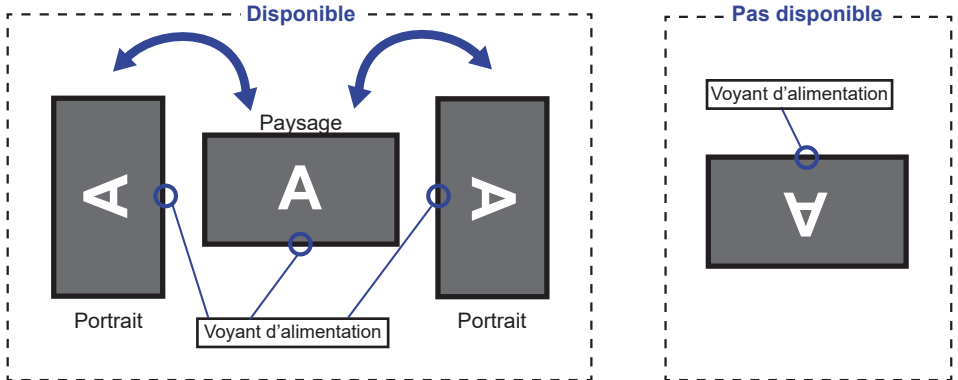 Disponible
Pas disponible
Voyant d'alimentation
Paysage
A
A
A
A
Portrait
Voyant d'alimentation
Portrait